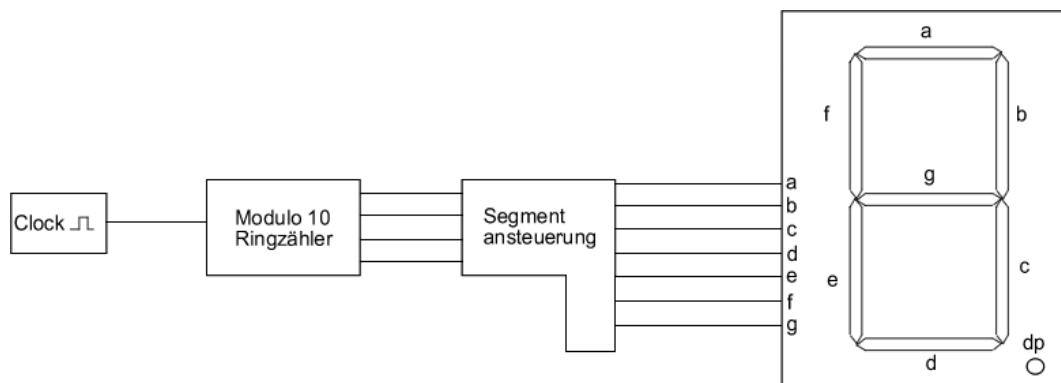 Clock
Modulo 10
Ringzähler
Segment
ansteuerung
a
b
c
d
e
f
g
a
f
b
g
e
c
d
dp